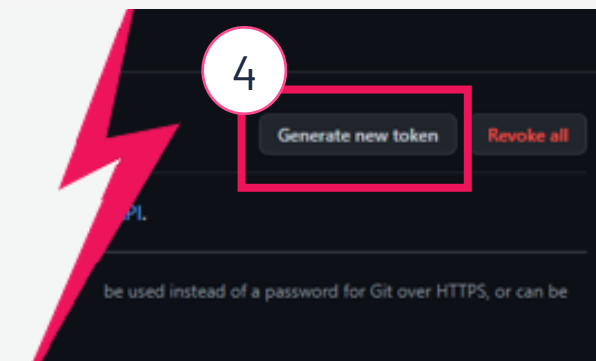 4
Generate new token
Revoke all
PI.
be used instead of a password for Git over HTTPS, or can be